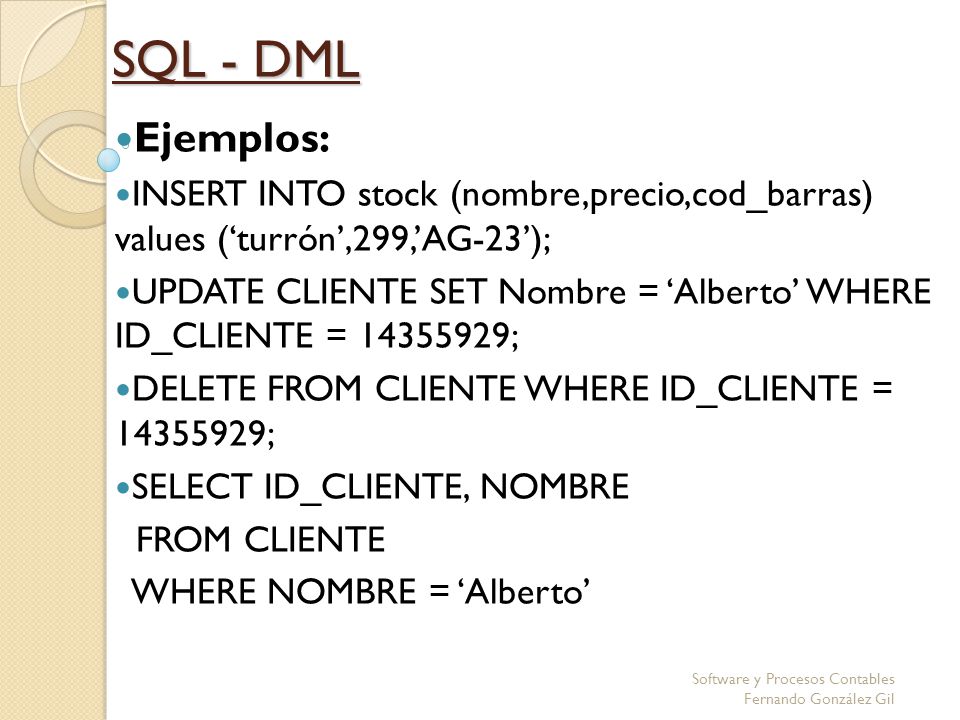 SQL - DML
Ejemplos:
INSERT INTO stock (nombre,precio,cod_barras)
values (‘turrón’,299,’AG-23’);
UPDATE CLIENTE SET Nombre = ‘Alberto’ WHERE
ID_CLIENTE = 14355929;
DELETE FROM CLIENTE WHERE ID_CLIENTE =
14355929;
SELECT ID_CLIENTE, NOMBRE
FROM CLIENTE
WHERE NOMBRE = ‘Alberto’
Software y Procesos Contables
Fernando González Gil